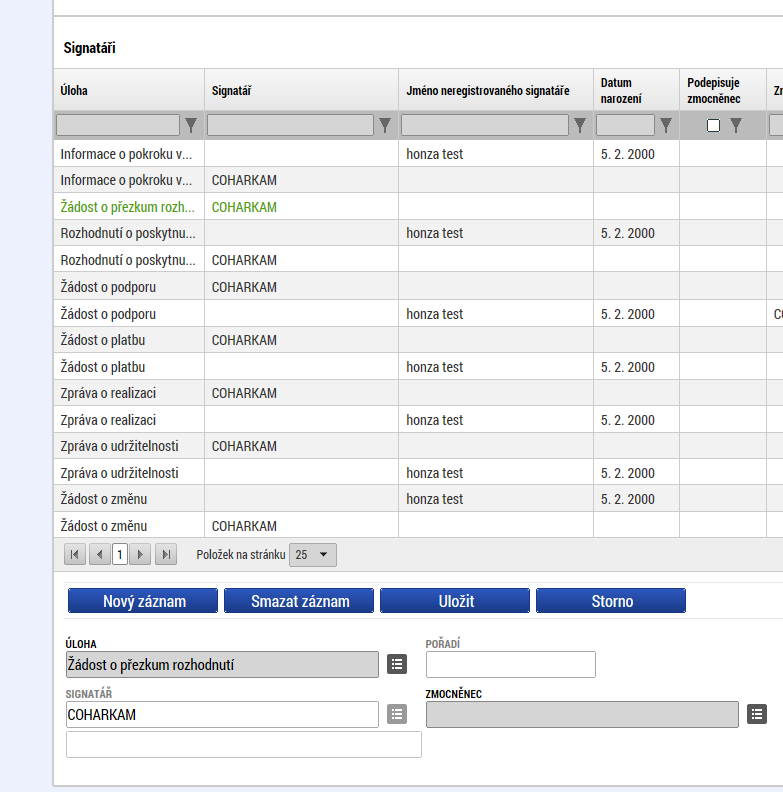 Signatáři
Úloha Signatář Jméno neregistrovaného signatáře Datum narození Podepisuje zmocněnec
Informace o pokroku v... honza test 5. 2. 2000
Informace o pokroku v... COHARKAM
Žádost o přezkum rozh... COHARKAM
Rozhodnutí o poskytnu... honza test 5. 2. 2000
Rozhodnutí o poskytnu... COHARKAM
Žádost o podporu COHARKAM
Žádost o podporu honza test 5. 2. 2000
Žádost o platbu COHARKAM
Žádost o platbu honza test 5. 2. 2000
Zpráva o realizaci COHARKAM
Zpráva o realizaci honza test 5. 2. 2000
Zpráva o udržitelnosti COHARKAM
Zpráva o udržitelnosti honza test 5. 2. 2000
Žádost o změnu honza test 5. 2. 2000
Žádost o změnu COHARKAM
1 Položek na stránku 25
Nový záznam Smazat záznam Uložit Storno
ÚLOHA POŘADÍ
Žádost o přezkum rozhodnutí
SIGNATÁŘ ZMOCNĚNEC
COHARKAM